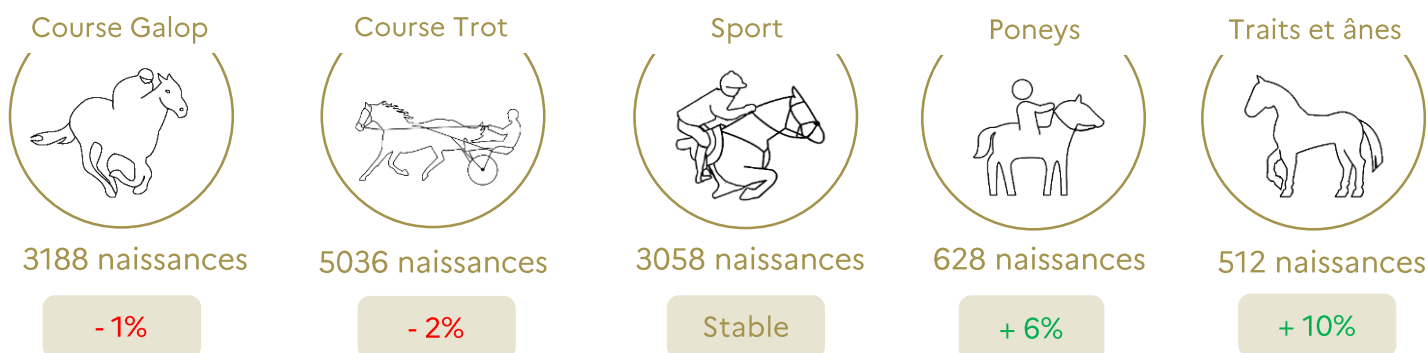 Course Galop
Course Trot
Sport
Poneys
Traits et ânes
3188 naissances
5036 naissances
3058 naissances
628 naissances
512 naissances
- 1%
- 2%
Stable
+ 6%
+ 10%